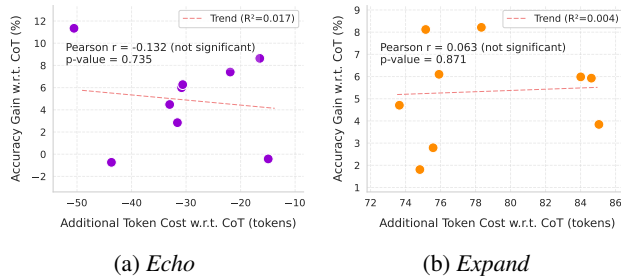 Trend (R²=0.017)
Pearson r = -0.132 (not significant)
p-value = 0.735
Accuracy Gain w.r.t. CoT (%)
12
10
8
6
4
2
0
−2
−50
−40
−30
−20
−10
Additional Token Cost w.r.t. CoT (tokens)
(a) Echo
Trend (R²=0.004)
Pearson r = 0.063 (not significant)
p-value = 0.871
Accuracy Gain w.r.t. CoT (%)
9
8
7
6
5
4
3
2
1
72
74
76
78
80
82
84
86
Additional Token Cost w.r.t. CoT (tokens)
(b) Expand